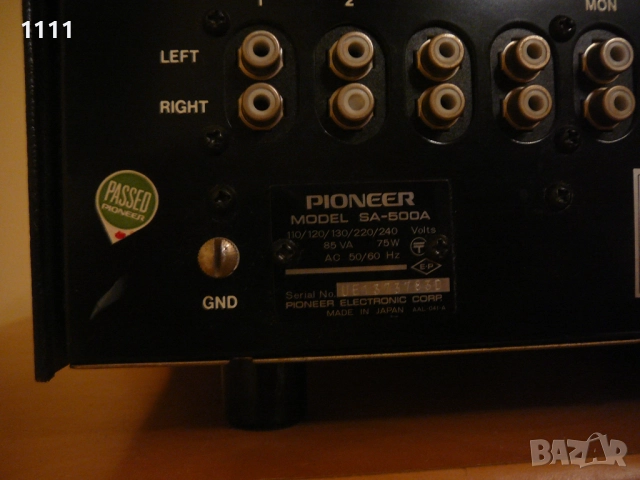 1111
1
2
MON
LEFT
RIGHT
PASSED
PIONEER
PIONEER
MODEL SA-500A
110/120/130/220/240 Volts
85 VA 75W
AC 50/60 Hz
Serial No.
PIONEER ELECTRONIC CORP.
MADE IN JAPAN
GND
BAZAR